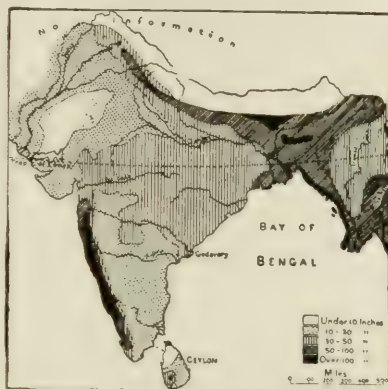 No Information
Godavery
BAY OF
BENGAL
CEYLON
Under 10 Inches
10 - 30 "
30 - 50 "
50 - 100 "
Over 100 "
Miles